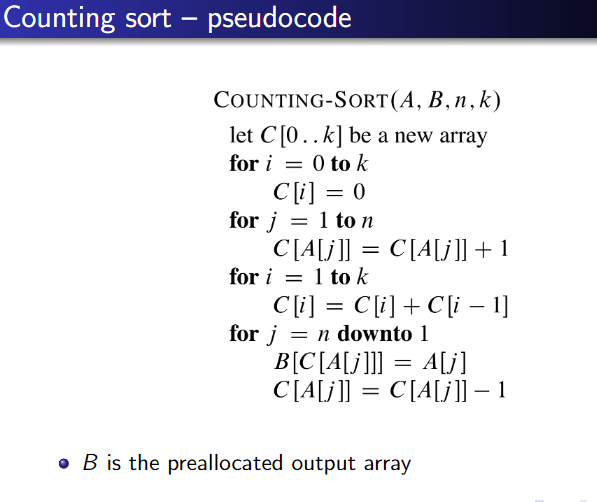 Counting sort – pseudocode
COUNTING-SORT(A, B, n, k)
let C[0..k] be a new array
for i = 0 to k
C[i] = 0
for j = 1 to n
C[A[j]] = C[A[j]] + 1
for i = 1 to k
C[i] = C[i] + C[i − 1]
for j = n downto 1
B[C[A[j]]] = A[j]
C[A[j]] = C[A[j]] − 1
• B is the preallocated output array